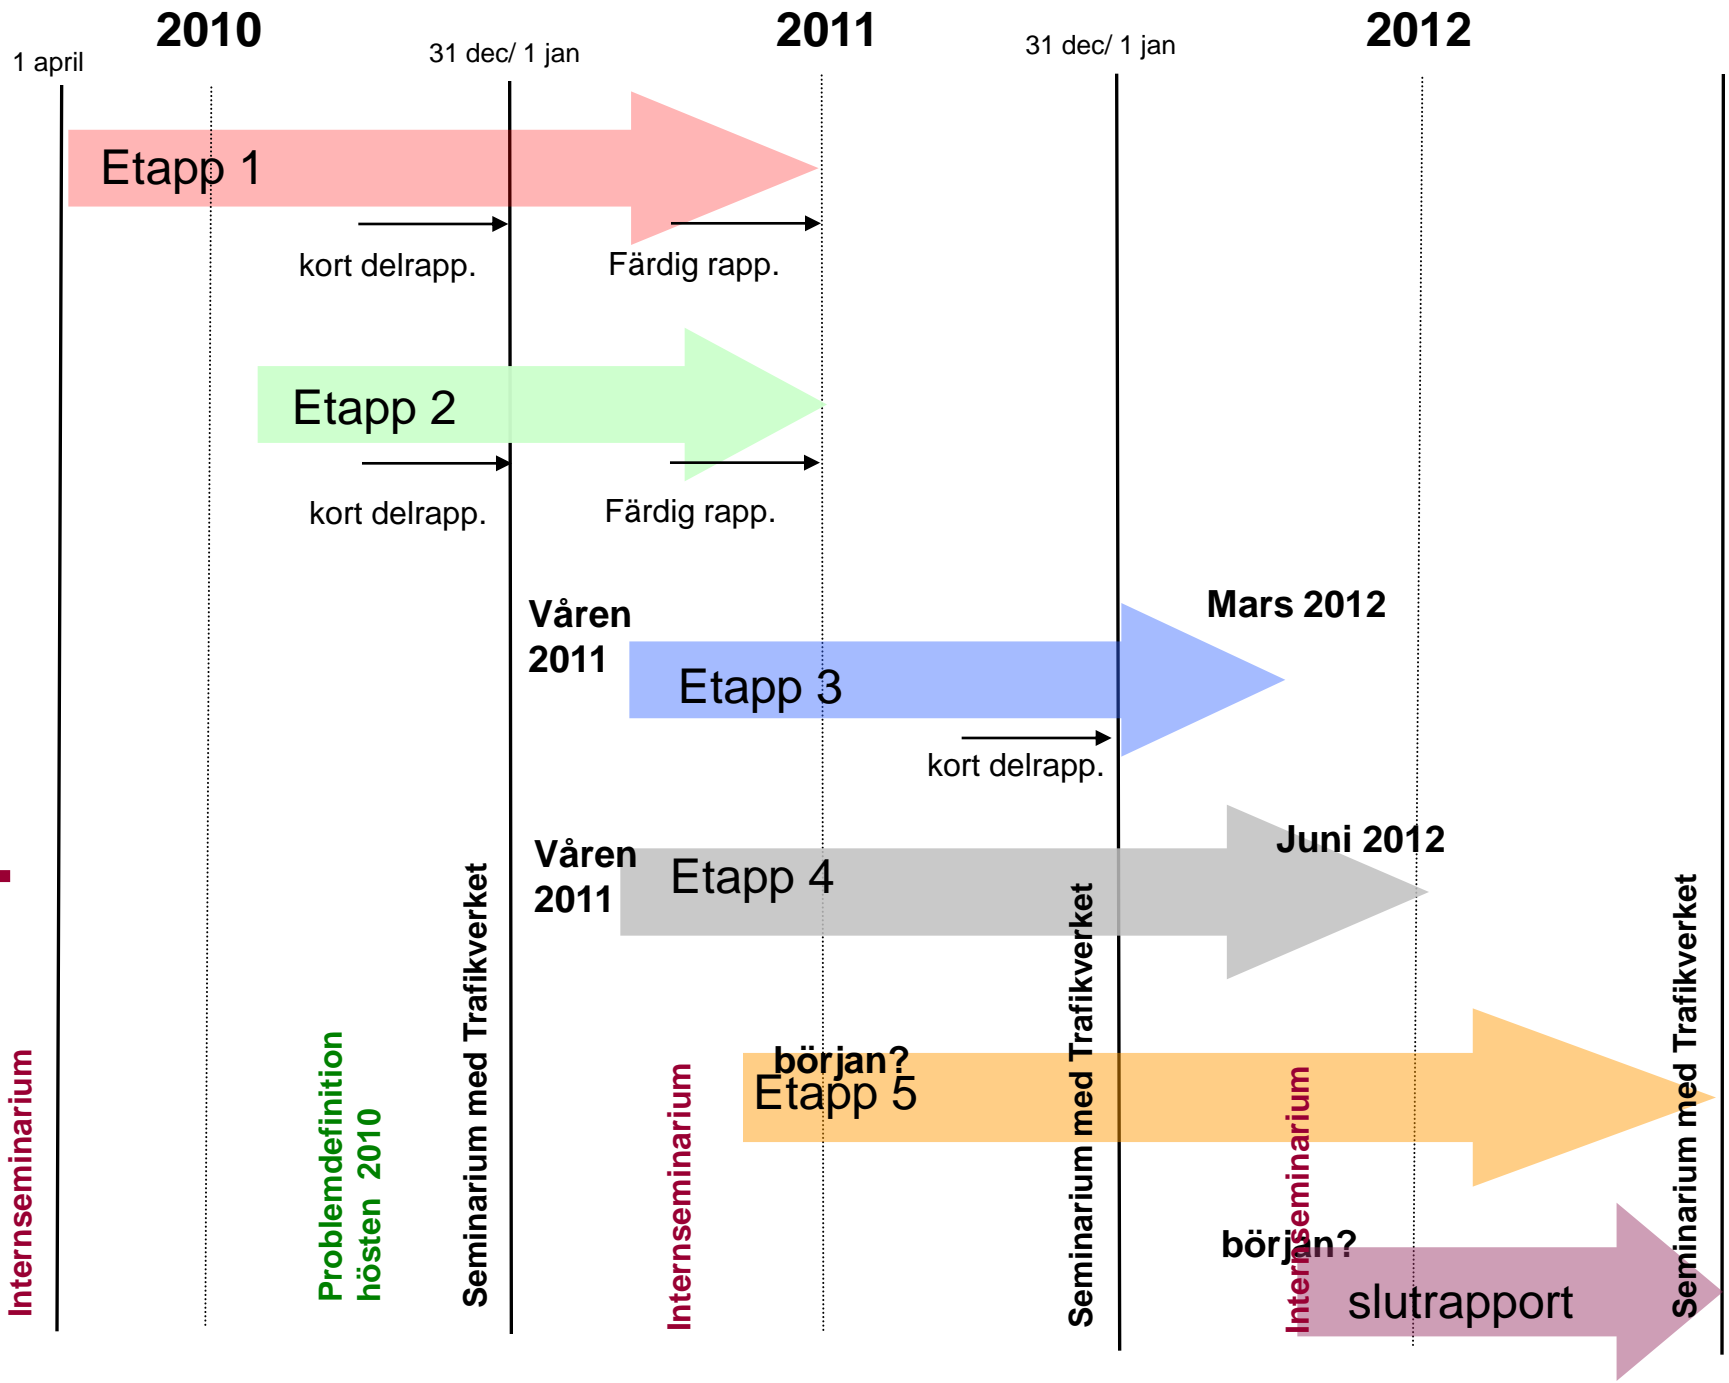 2010
2011
2012
1 april
31 dec/ 1 jan
31 dec/ 1 jan
Etapp 1
kort delrapp.
Färdig rapp.
Etapp 2
kort delrapp.
Färdig rapp.
Våren
2011
Mars 2012
Etapp 3
kort delrapp.
Våren
2011
Juni 2012
Etapp 4
början?
Etapp 5
början?
slutrapport
Internseminarium
Problemdefinition
hösten 2010
Seminarium med Trafikverket
Internseminarium
Seminarium med Trafikverket
Internseminarium
Seminarium med Trafikverket